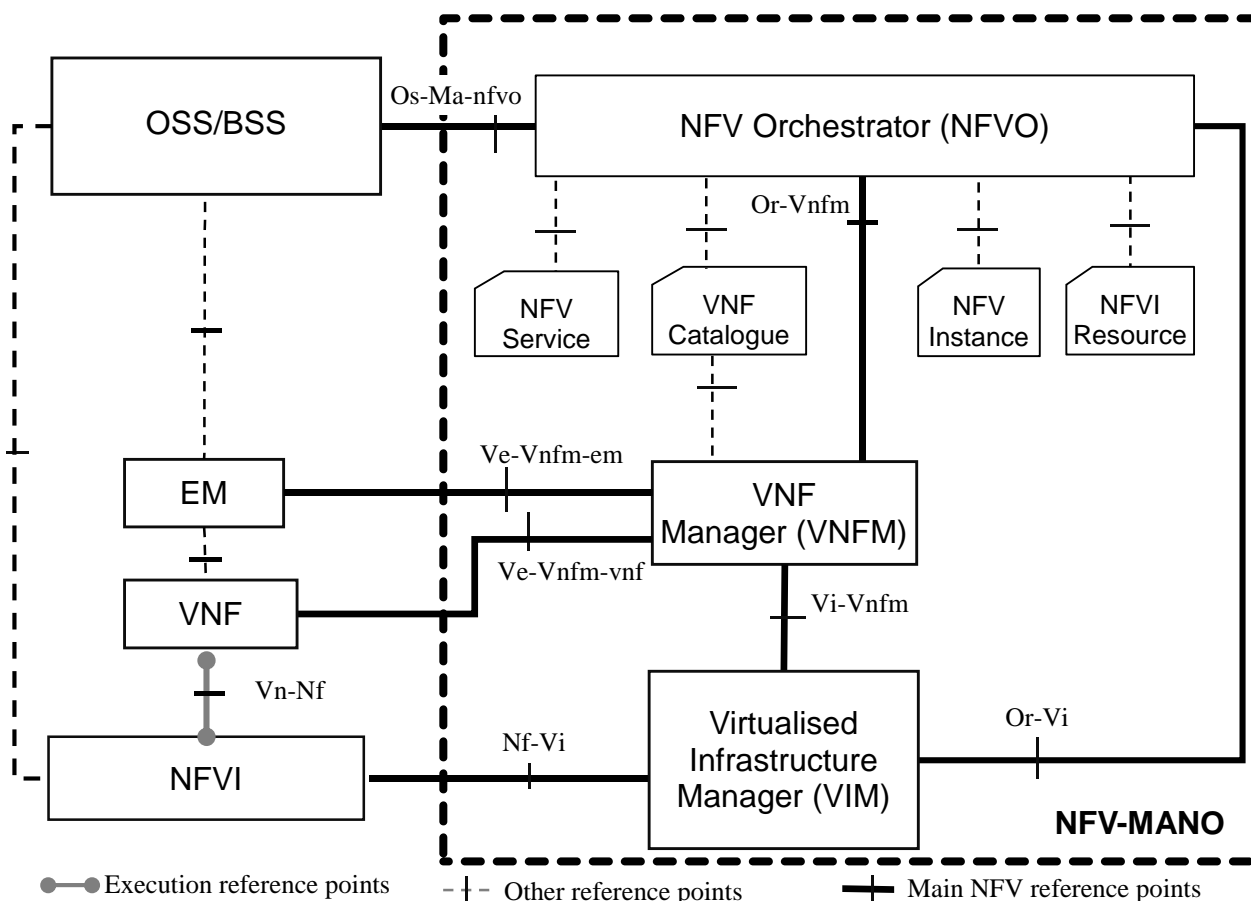 Os-Ma-nfvo
OSS/BSS
NFV Orchestrator (NFVO)
Or-Vnfm
NFV
Service
VNF
Catalogue
NFV
Instance
NFVI
Resource
Ve-Vnfm-em
EM
VNF
Manager (VNFM)
Ve-Vnfm-vnf
VNF
Vi-Vnfm
Vn-Nf
Nf-Vi
Or-Vi
NFVI
Virtualised
Infrastructure
Manager (VIM)
NFV-MANO
Execution reference points
Other reference points
Main NFV reference points